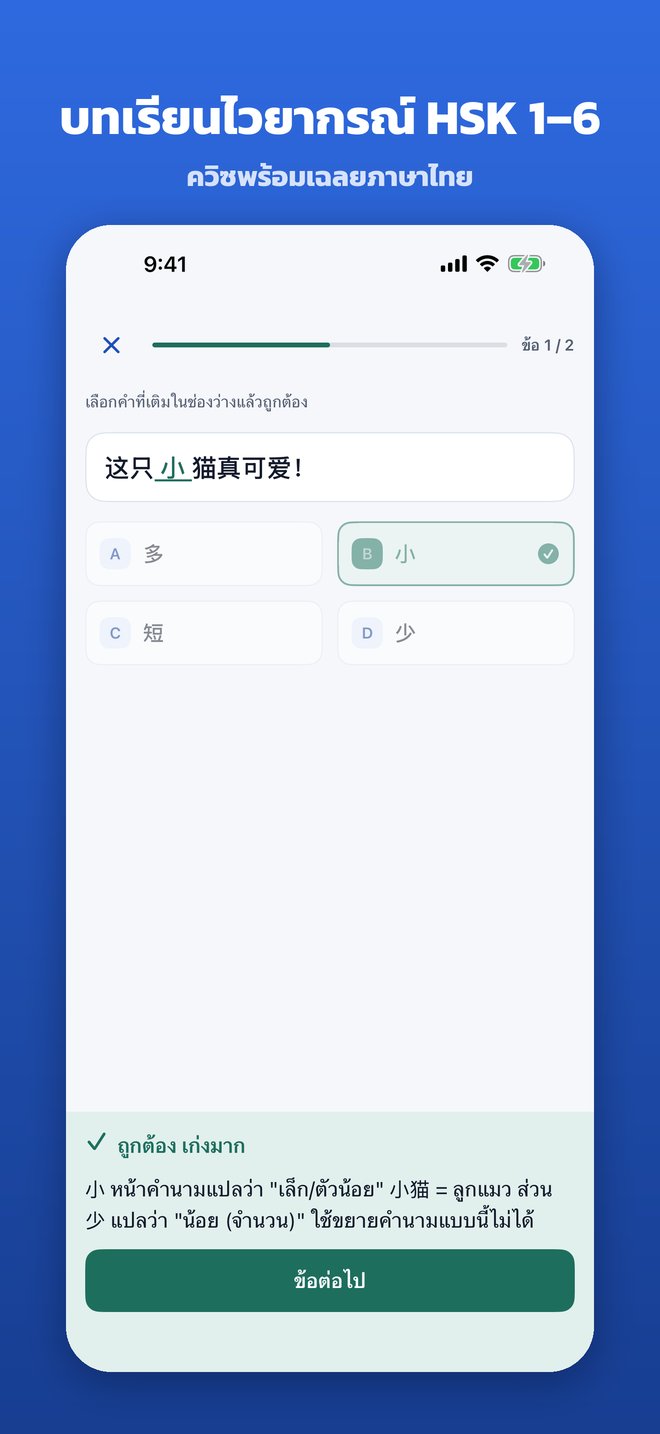 บทเรียนไวยากรณ์ HSK 1–6
ควิซพร้อมเฉลยภาษาไทย
9:41
ข้อ 1 / 2
เลือกคำที่เติมในช่องว่างแล้วถูกต้อง
这只 小 猫真可爱！
A 多
B 小
C 短
D 少
ถูกต้อง เก่งมาก
小 หน้าคำนามแปลว่า "เล็ก/ตัวน้อย" 小猫 = ลูกแมว ส่วน
少 แปลว่า "น้อย (จำนวน)" ใช้ขยายคำนามแบบนี้ไม่ได้
ข้อต่อไป